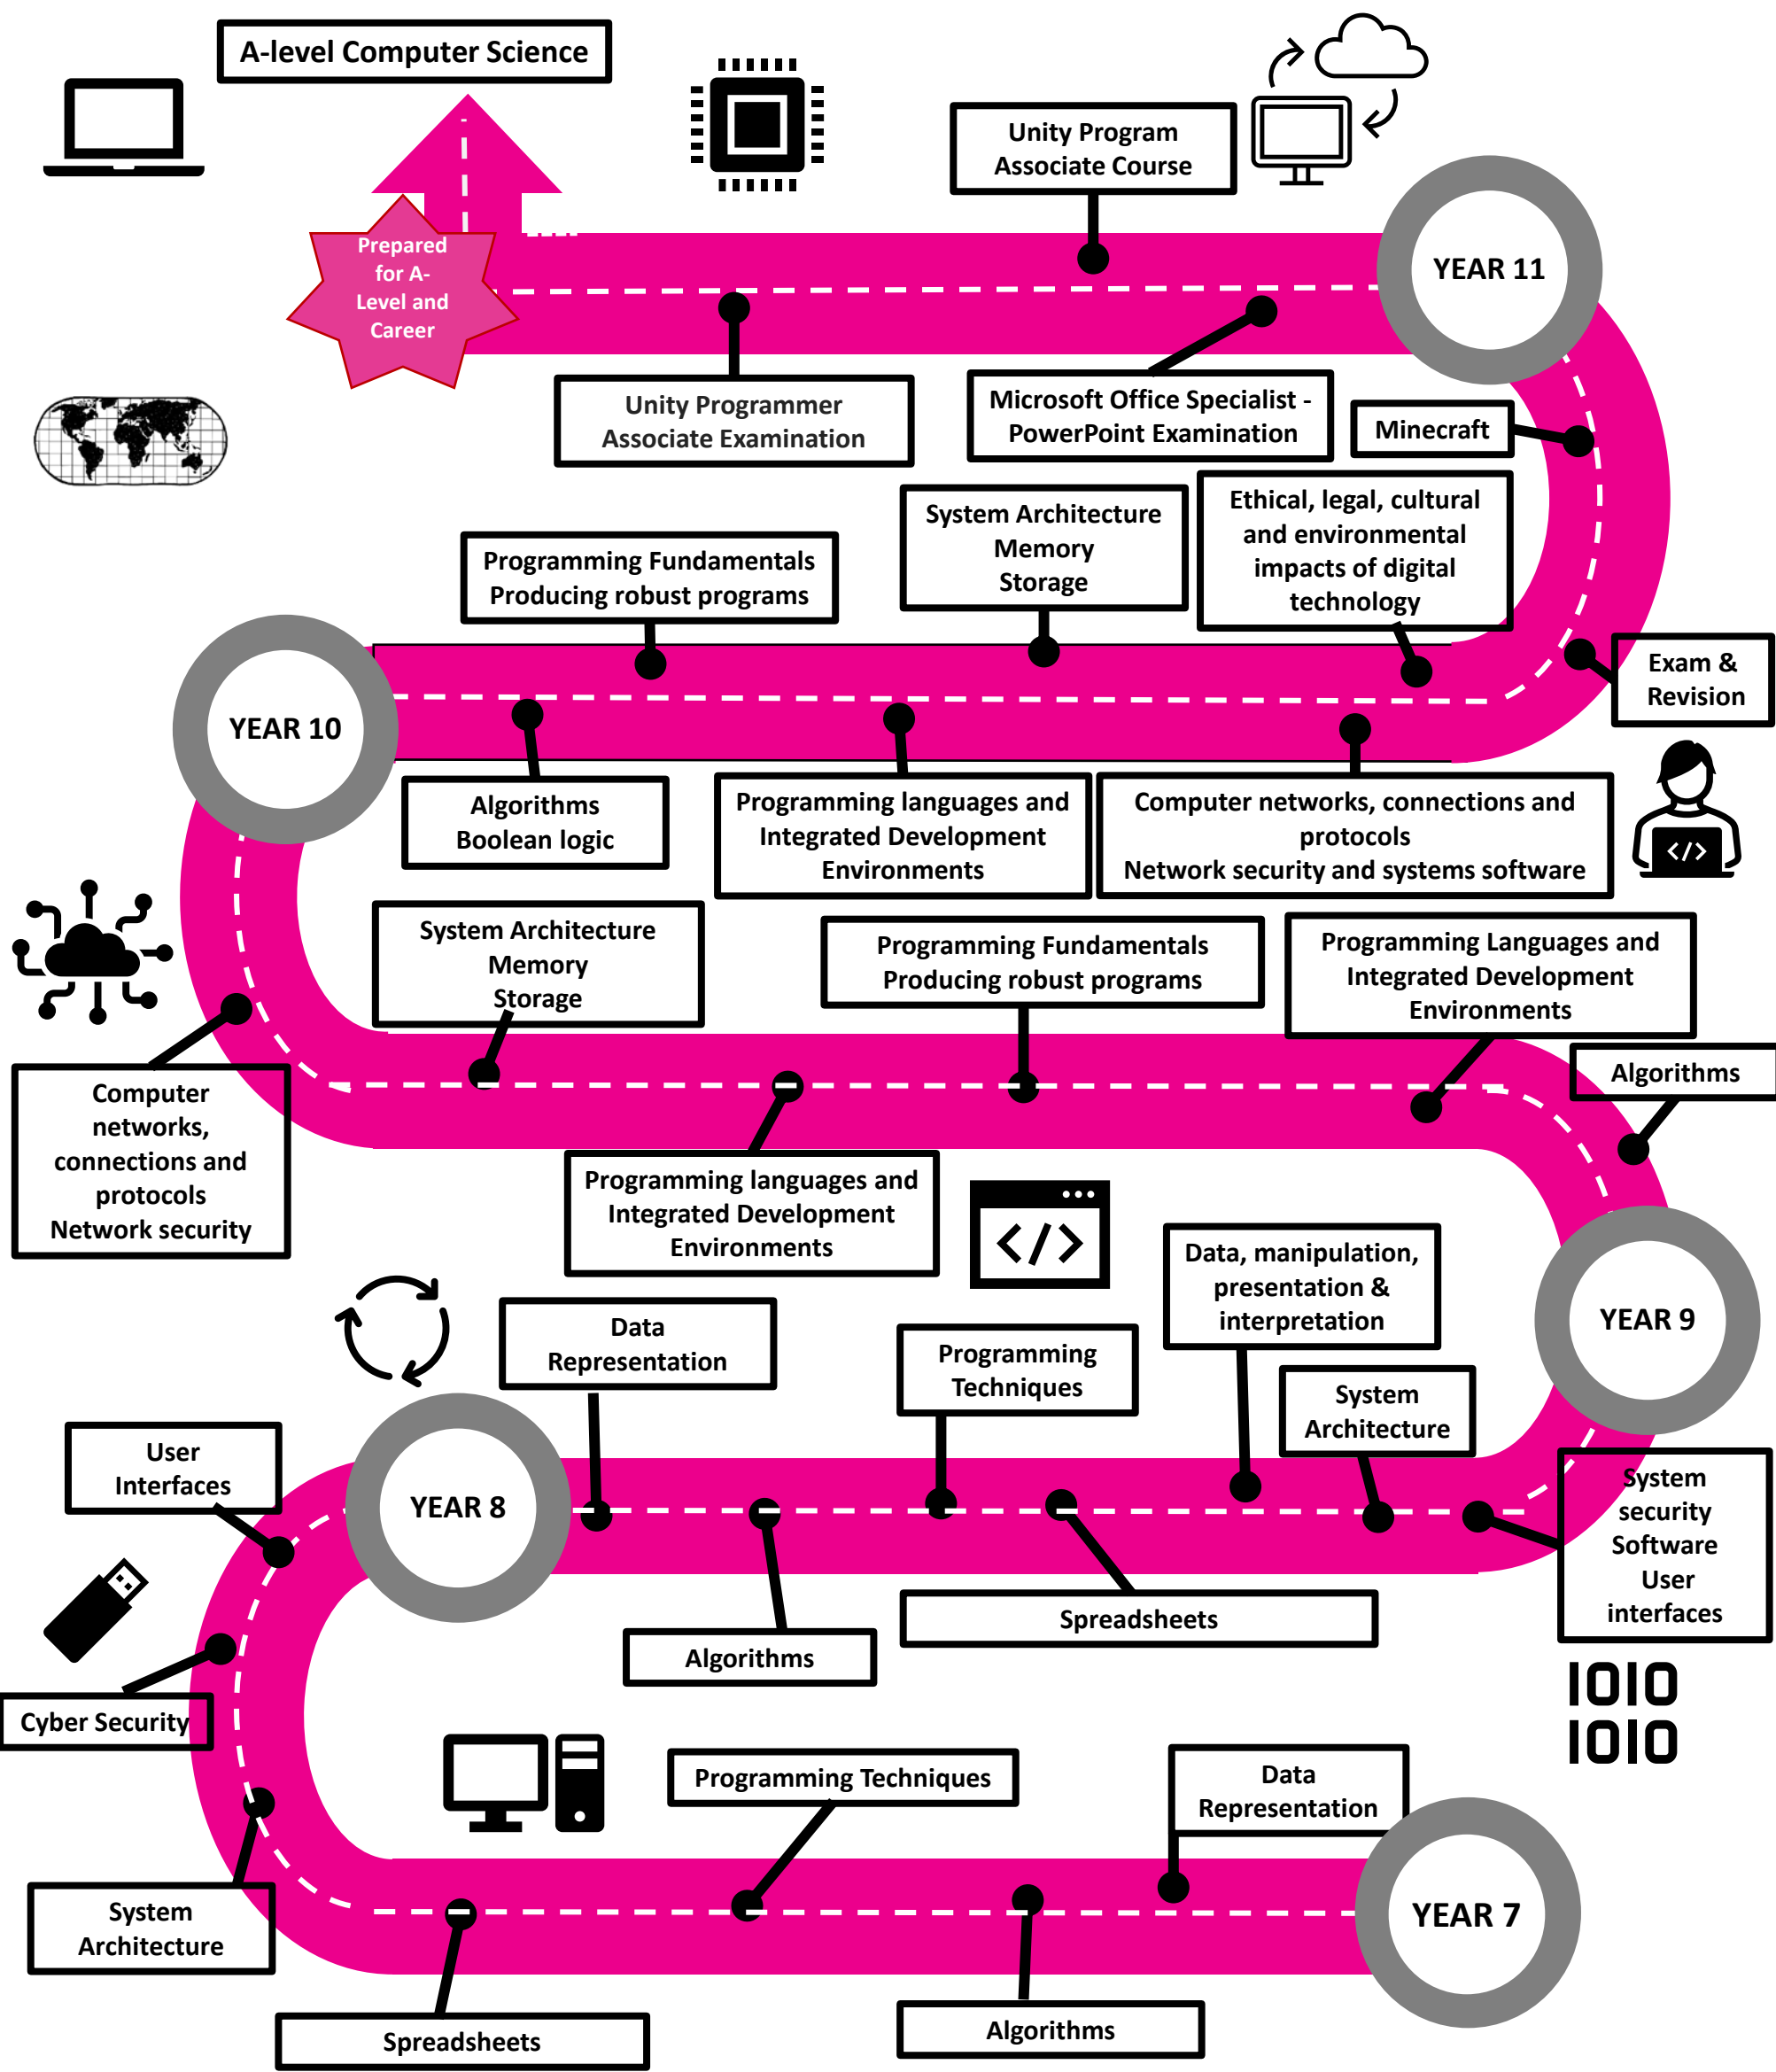 A-level Computer Science
Unity Program
Associate Course
Prepared
for A-
Level and
Career
YEAR 11
Unity Programmer
Associate Examination
Microsoft Office Specialist -
PowerPoint Examination
Minecraft
Programming Fundamentals
Producing robust programs
System Architecture
Memory
Storage
Ethical, legal, cultural
and environmental
impacts of digital
technology
Exam &
Revision
YEAR 10
Algorithms
Boolean logic
Programming languages and
Integrated Development
Environments
Computer networks, connections and
protocols
Network security and systems software
</>
System Architecture
Memory
Storage
Programming Fundamentals
Producing robust programs
Programming Languages and
Integrated Development
Environments
Algorithms
Computer
networks,
connections and
protocols
Network security
Programming languages and
Integrated Development
Environments
</>
Data, manipulation,
presentation &
interpretation
YEAR 9
Data
Representation
Programming
Techniques
System
Architecture
User
Interfaces
YEAR 8
System
security
Software
User
interfaces
Spreadsheets
Algorithms
Cyber Security
1010
1010
Programming Techniques
Data
Representation
System
Architecture
YEAR 7
Spreadsheets
Algorithms